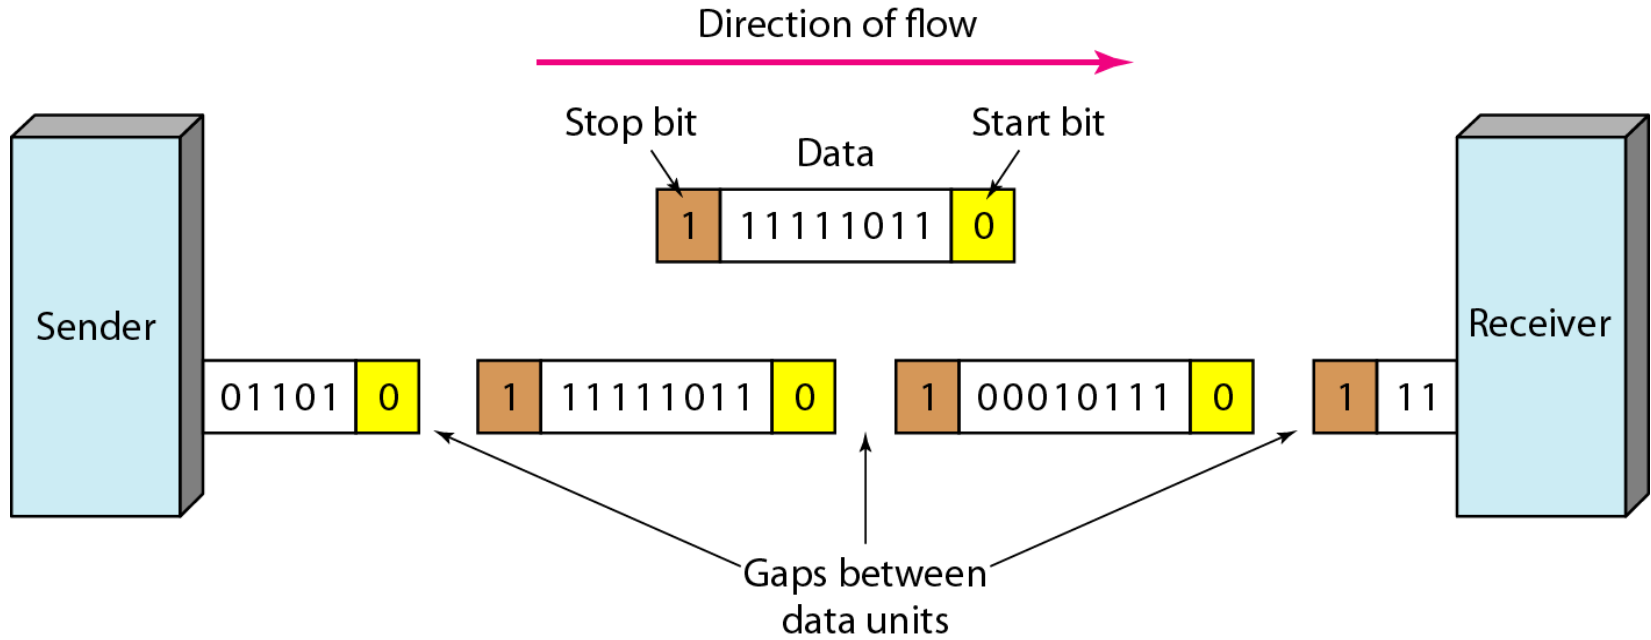 Direction of flow
Stop bit
Start bit
Data
1 11111011 0
Sender
Receiver
01101 0 1 11111011 0 1 00010111 0 1 11
Gaps between
data units